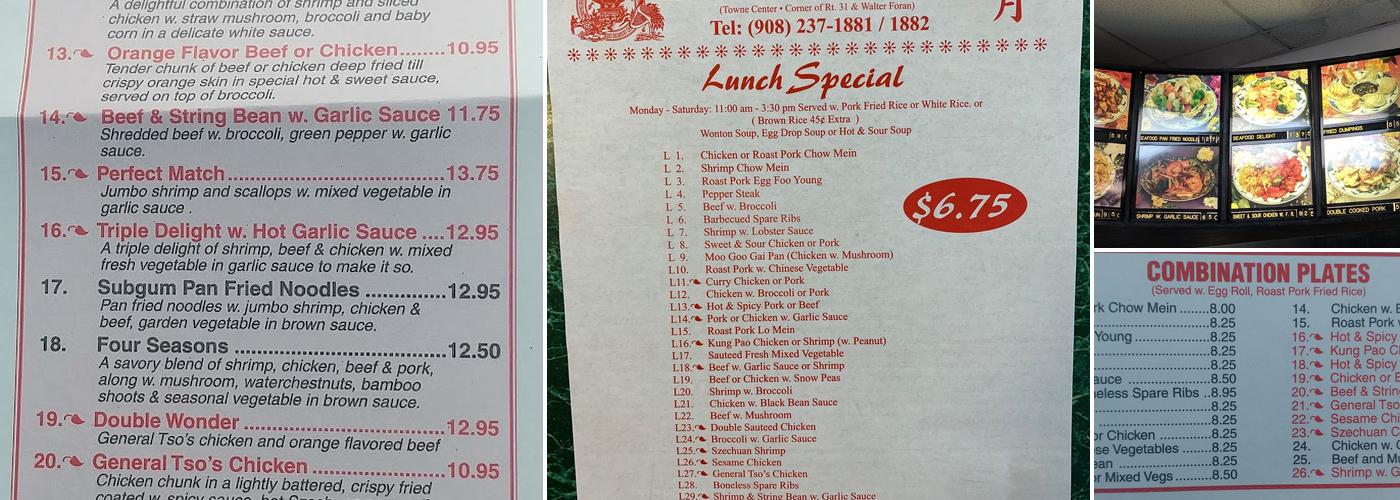 A delightful combination of shrimp and sliced
chicken w. straw mushroom, broccoli and baby
corn in a delicate white sauce.
13. Orange Flavor Beef or Chicken........10.95
Tender chunk of beef or chicken deep fried till
crispy orange skin in special hot & sweet sauce,
served on top of broccoli.
14. Beef & String Bean w. Garlic Sauce 11.75
Shredded beef w. broccoli, green pepper w. garlic
sauce.
15. Perfect Match......................................13.75
Jumbo shrimp and scallops w. mixed vegetable in
garlic sauce .
16. Triple Delight w. Hot Garlic Sauce ....12.95
A triple delight of shrimp, beef & chicken w. mixed
fresh vegetable in garlic sauce to make it so.
17. Subgum Pan Fried Noodles ..............12.95
Pan fried noodles w. jumbo shrimp, chicken &
beef, garden vegetable in brown sauce.
18. Four Seasons ......................................12.50
A savory blend of shrimp, chicken, beef & pork,
along w. mushroom, waterchestnuts, bamboo
shoots & seasonal vegetable in brown sauce.
19. Double Wonder ..................................12.95
General Tso's chicken and orange flavored beef
20. General Tso's Chicken ......................10.95
Chicken chunk in a lightly battered, crispy fried
coated w. spicy sauce, hot
(Towne Center • Corner of Rt. 31 & Walter Foran)
月
Tel: (908) 237-1881 / 1882
Lunch Special
Monday - Saturday: 11:00 am - 3:30 pm Served w. Pork Fried Rice or White Rice. or
( Brown Rice 45¢ Extra )
Wonton Soup, Egg Drop Soup or Hot & Sour Soup
L 1. Chicken or Roast Pork Chow Mein
L 2. Shrimp Chow Mein
L 3. Roast Pork Egg Foo Young
L 4. Pepper Steak
L 5. Beef w. Broccoli
L 6. Barbecued Spare Ribs
L 7. Shrimp w. Lobster Sauce
L 8. Sweet & Sour Chicken or Pork
L 9. Moo Goo Gai Pan (Chicken w. Mushroom)
L10. Roast Pork w. Chinese Vegetable
L11. Curry Chicken or Pork
L12. Chicken w. Broccoli or Pork
L13. Hot & Spicy Pork or Beef
L14. Pork or Chicken w. Garlic Sauce
L15. Roast Pork Lo Mein
L16. Kung Pao Chicken or Shrimp (w. Peanut)
L17. Sauteed Fresh Mixed Vegetable
L18. Beef w. Garlic Sauce or Shrimp
L19. Beef or Chicken w. Snow Peas
L20. Shrimp w. Broccoli
L21. Chicken w. Black Bean Sauce
L22. Beef w. Mushroom
L23. Double Sauteed Chicken
L24. Broccoli w. Garlic Sauce
L25. Szechuan Shrimp
L26. Sesame Chicken
L27. General Tso's Chicken
L28. Boneless Spare Ribs
L29. Shrimp & String Bean w. Garlic Sauce
$6.75
SEAFOOD PAN FRIED NOODLE
SEAFOOD DELIGHT
FRIED DUMPINGS
SHRIMP W. GARLIC SAUCE
SWEET & SOUR CHICKEN W. F. R.
DOUBLE COOKED PORK
COMBINATION PLATES
(Served w. Egg Roll, Roast Pork Fried Rice)
rk Chow Mein .......8.00
.......8.25
Young ...........8.25
.......8.25
.......8.25
auce ..............8.50
neless Spare Ribs ..8.95
.......8.25
.......8.25
or Chicken ..........8.25
se Vegetables ......8.25
ean ...............8.25
or Mixed Vegs .......8.50
14. Chicken w.
15. Roast Pork
16. Hot & Spicy
17. Kung Pao
18. Hot & Spicy
19. Chicken or
20. Beef & String
21. General Tso
22. Sesame
23. Szechuan
24. Chicken w.
25. Beef and
26. Shrimp w.